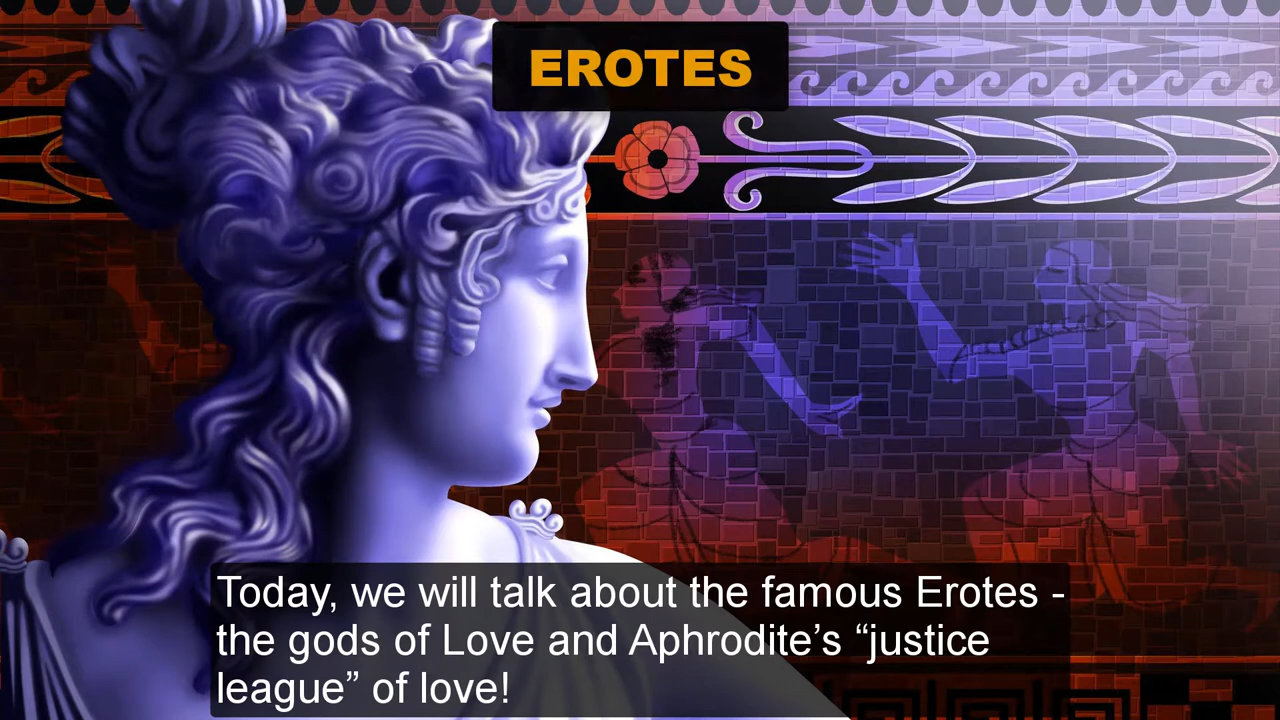 EROTES
Today, we will talk about the famous Erotes -
the gods of Love and Aphrodite’s “justice
league” of love!